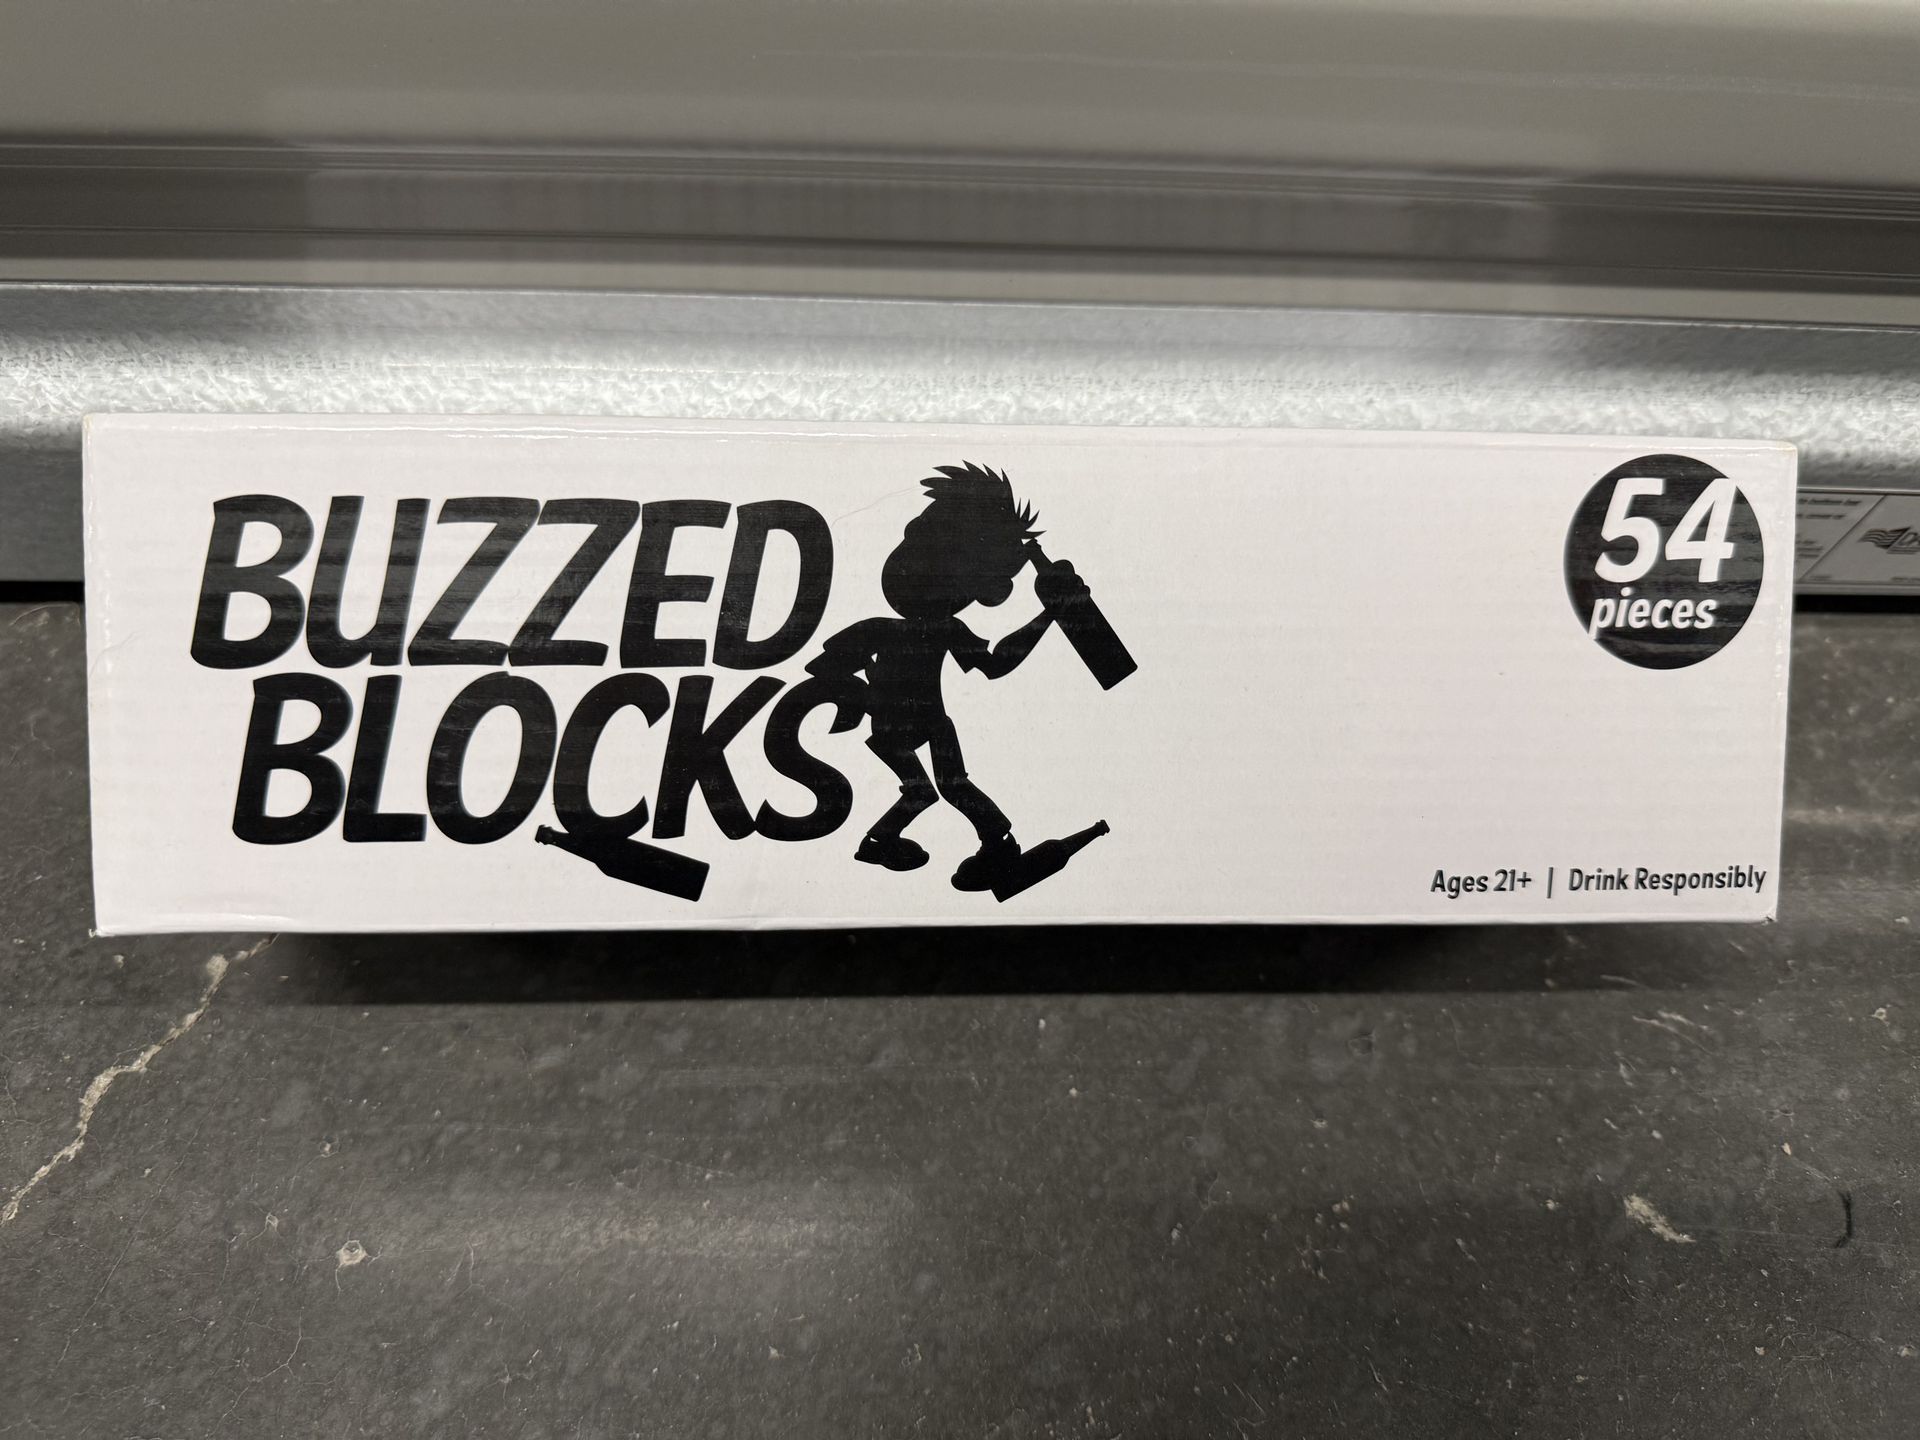 BUZZED
BLOCKS
54
pieces
Ages 21+ | Drink Responsibly